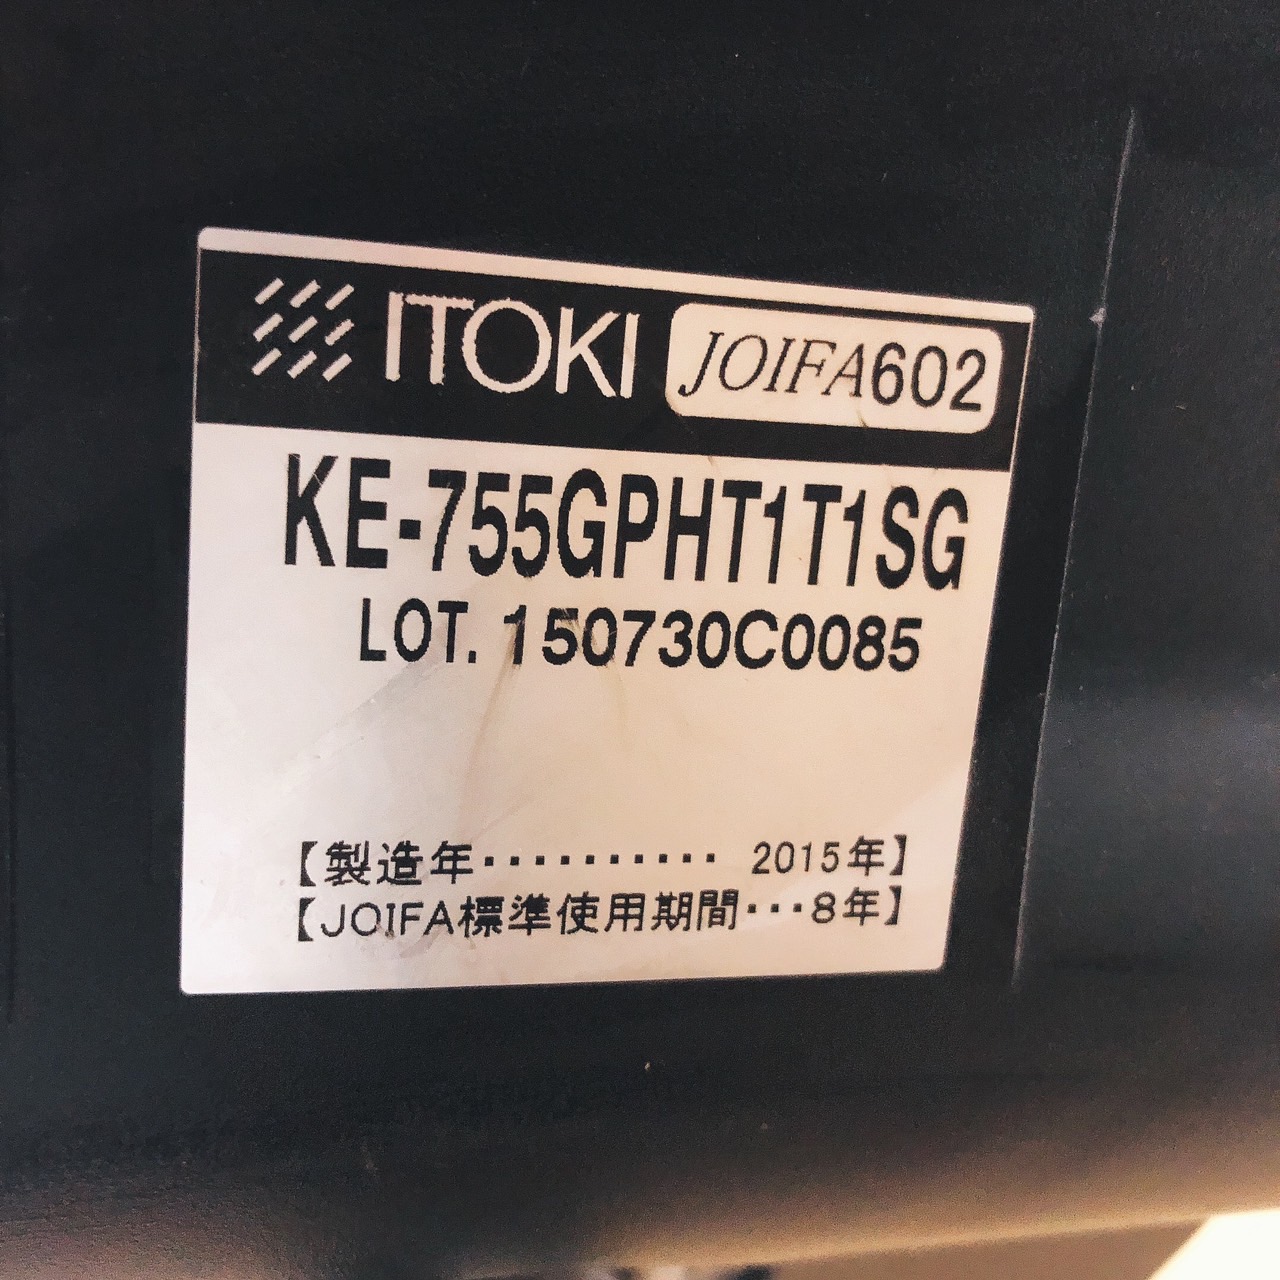 ITOKI JOIFA602
KE-755GPHT1T1SG
LOT. 150730C0085
【製造年・・・・・・・・・・ 2015年】
【JOIFA標準使用期間・・・8年】